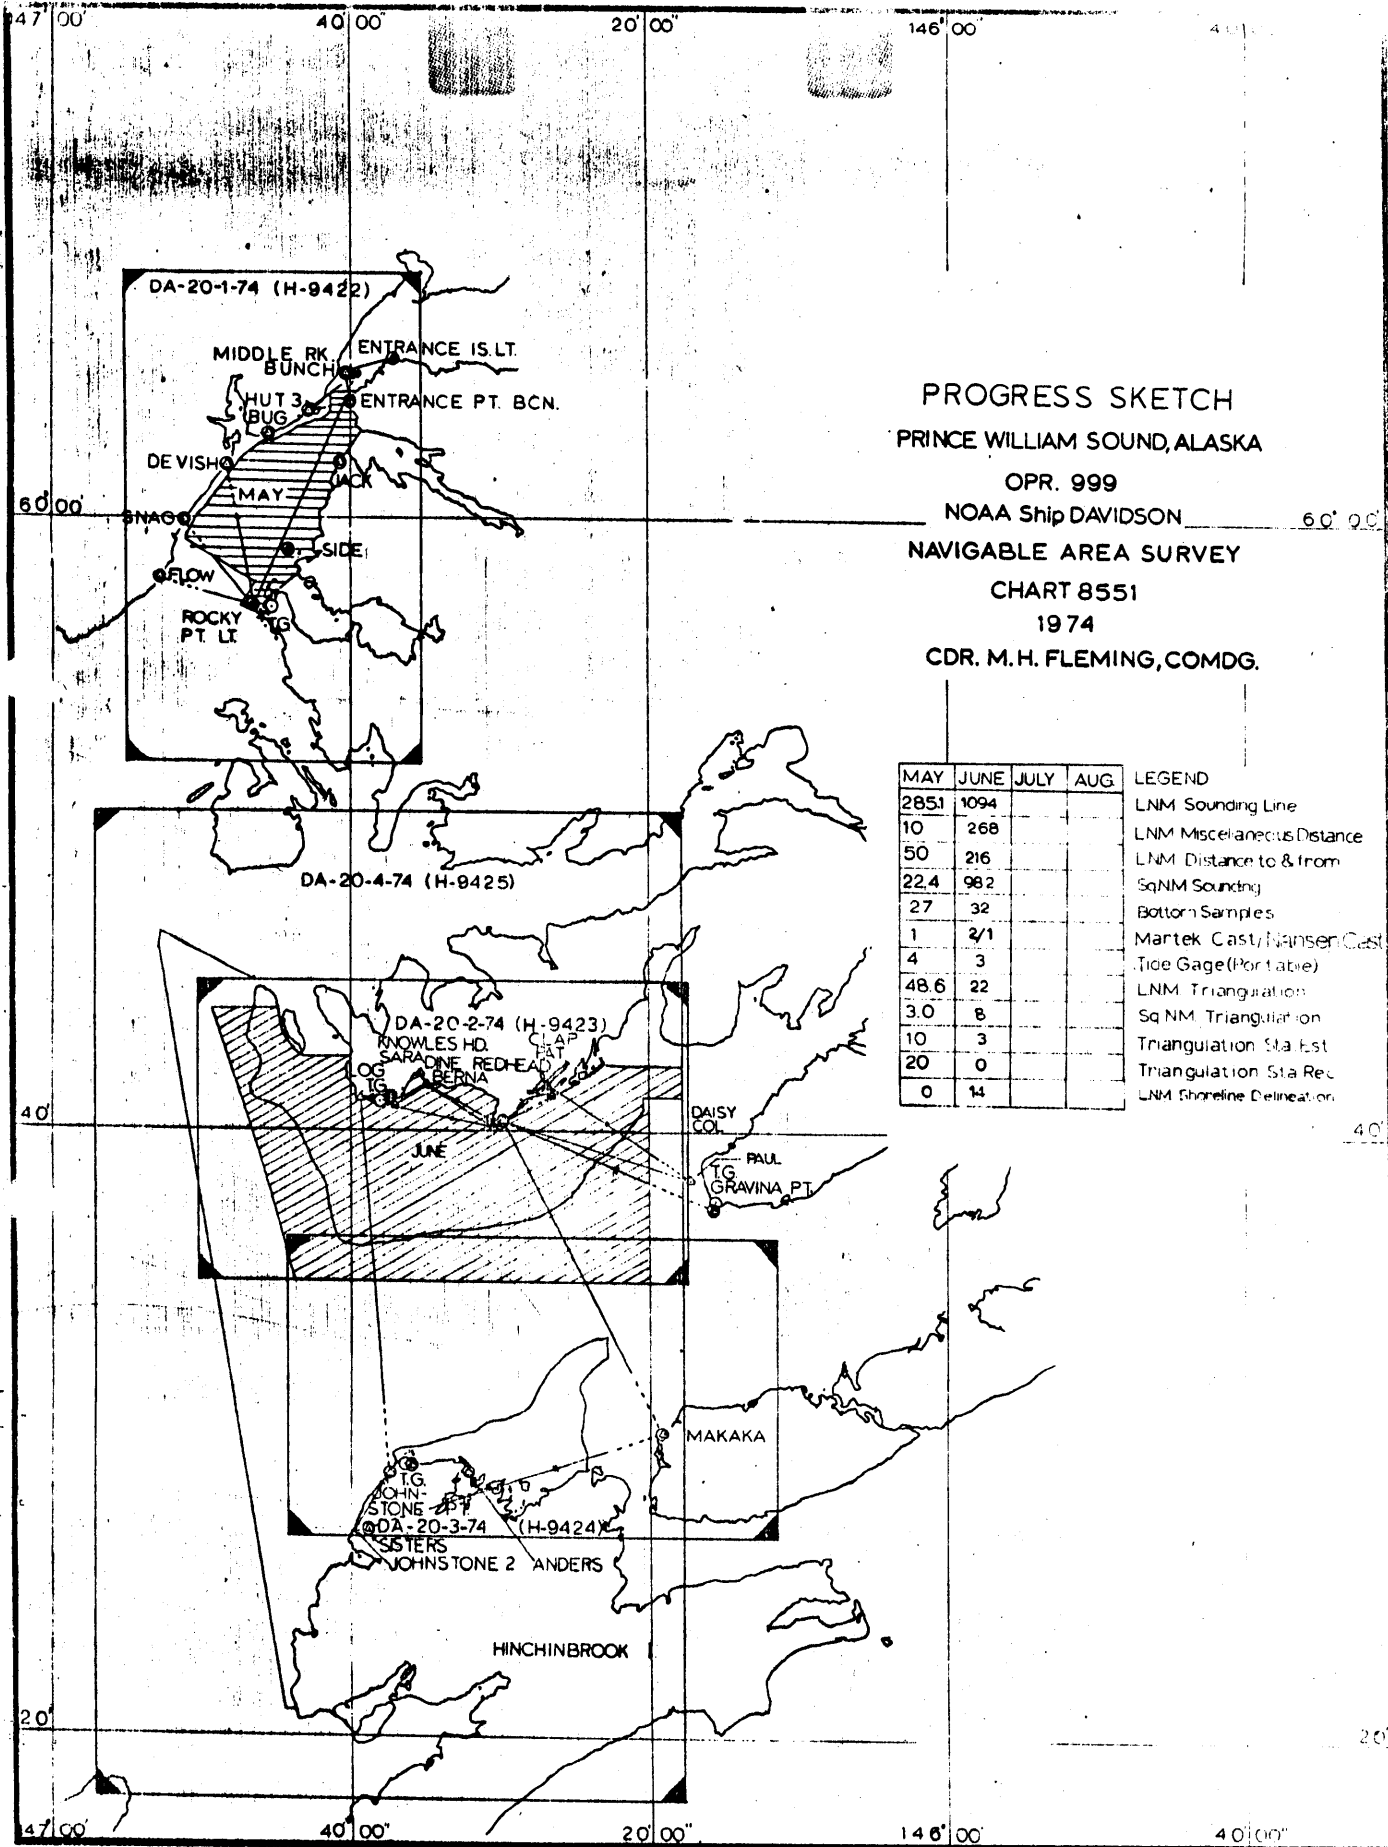 147°00' 40'00" 20'00" 146°00'
DA-20-1-74 (H-9422)
MIDDLE RK. ENTRANCE IS. LT.
BUNCH
HUT 3 ENTRANCE PT. BCN.
BUG
DE VISH
JACK
MAY
60°00'
SNAG
SIDE
FLOW
ROCKY
PT. LT.
TG
PROGRESS SKETCH
PRINCE WILLIAM SOUND, ALASKA
OPR. 999
NOAA Ship DAVIDSON
60° 00'
NAVIGABLE AREA SURVEY
CHART 8551
1974
CDR. M.H. FLEMING, COMDG.
MAY JUNE JULY AUG LEGEND
285.1 1094 LNM Sounding Line
10 268 LNM Miscellaneous Distance
50 216 LNM Distance to & from
22.4 982 SqNM Sounding
27 32 Bottom Samples
1 2/1 Martek Cast/Nansen Cast
4 3 Tide Gage (Portable)
48.6 22 LNM Triangulation
3.0 8 Sq NM Triangulation
10 3 Triangulation Sta. Est
20 0 Triangulation Sta Rec
0 14 LNM Shoreline Delineation
DA-20-4-74 (H-9425)
DA-20-2-74 (H-9423)
KNOWLES HD.
SARADINE REDHEAD
BERNA
LOG
TG
FAT
40'
JUNE
DAISY
COL
PAUL
T.G.
GRAVINA PT.
40'
MAKAKA
T.G.
JOHN-
STONE PT.
DA-20-3-74 (H-9424)
SISTERS
JOHNSTONE 2 ANDERS
HINCHINBROOK I
20'
20'
147°00' 40'00" 20'00" 146°00' 40'00"